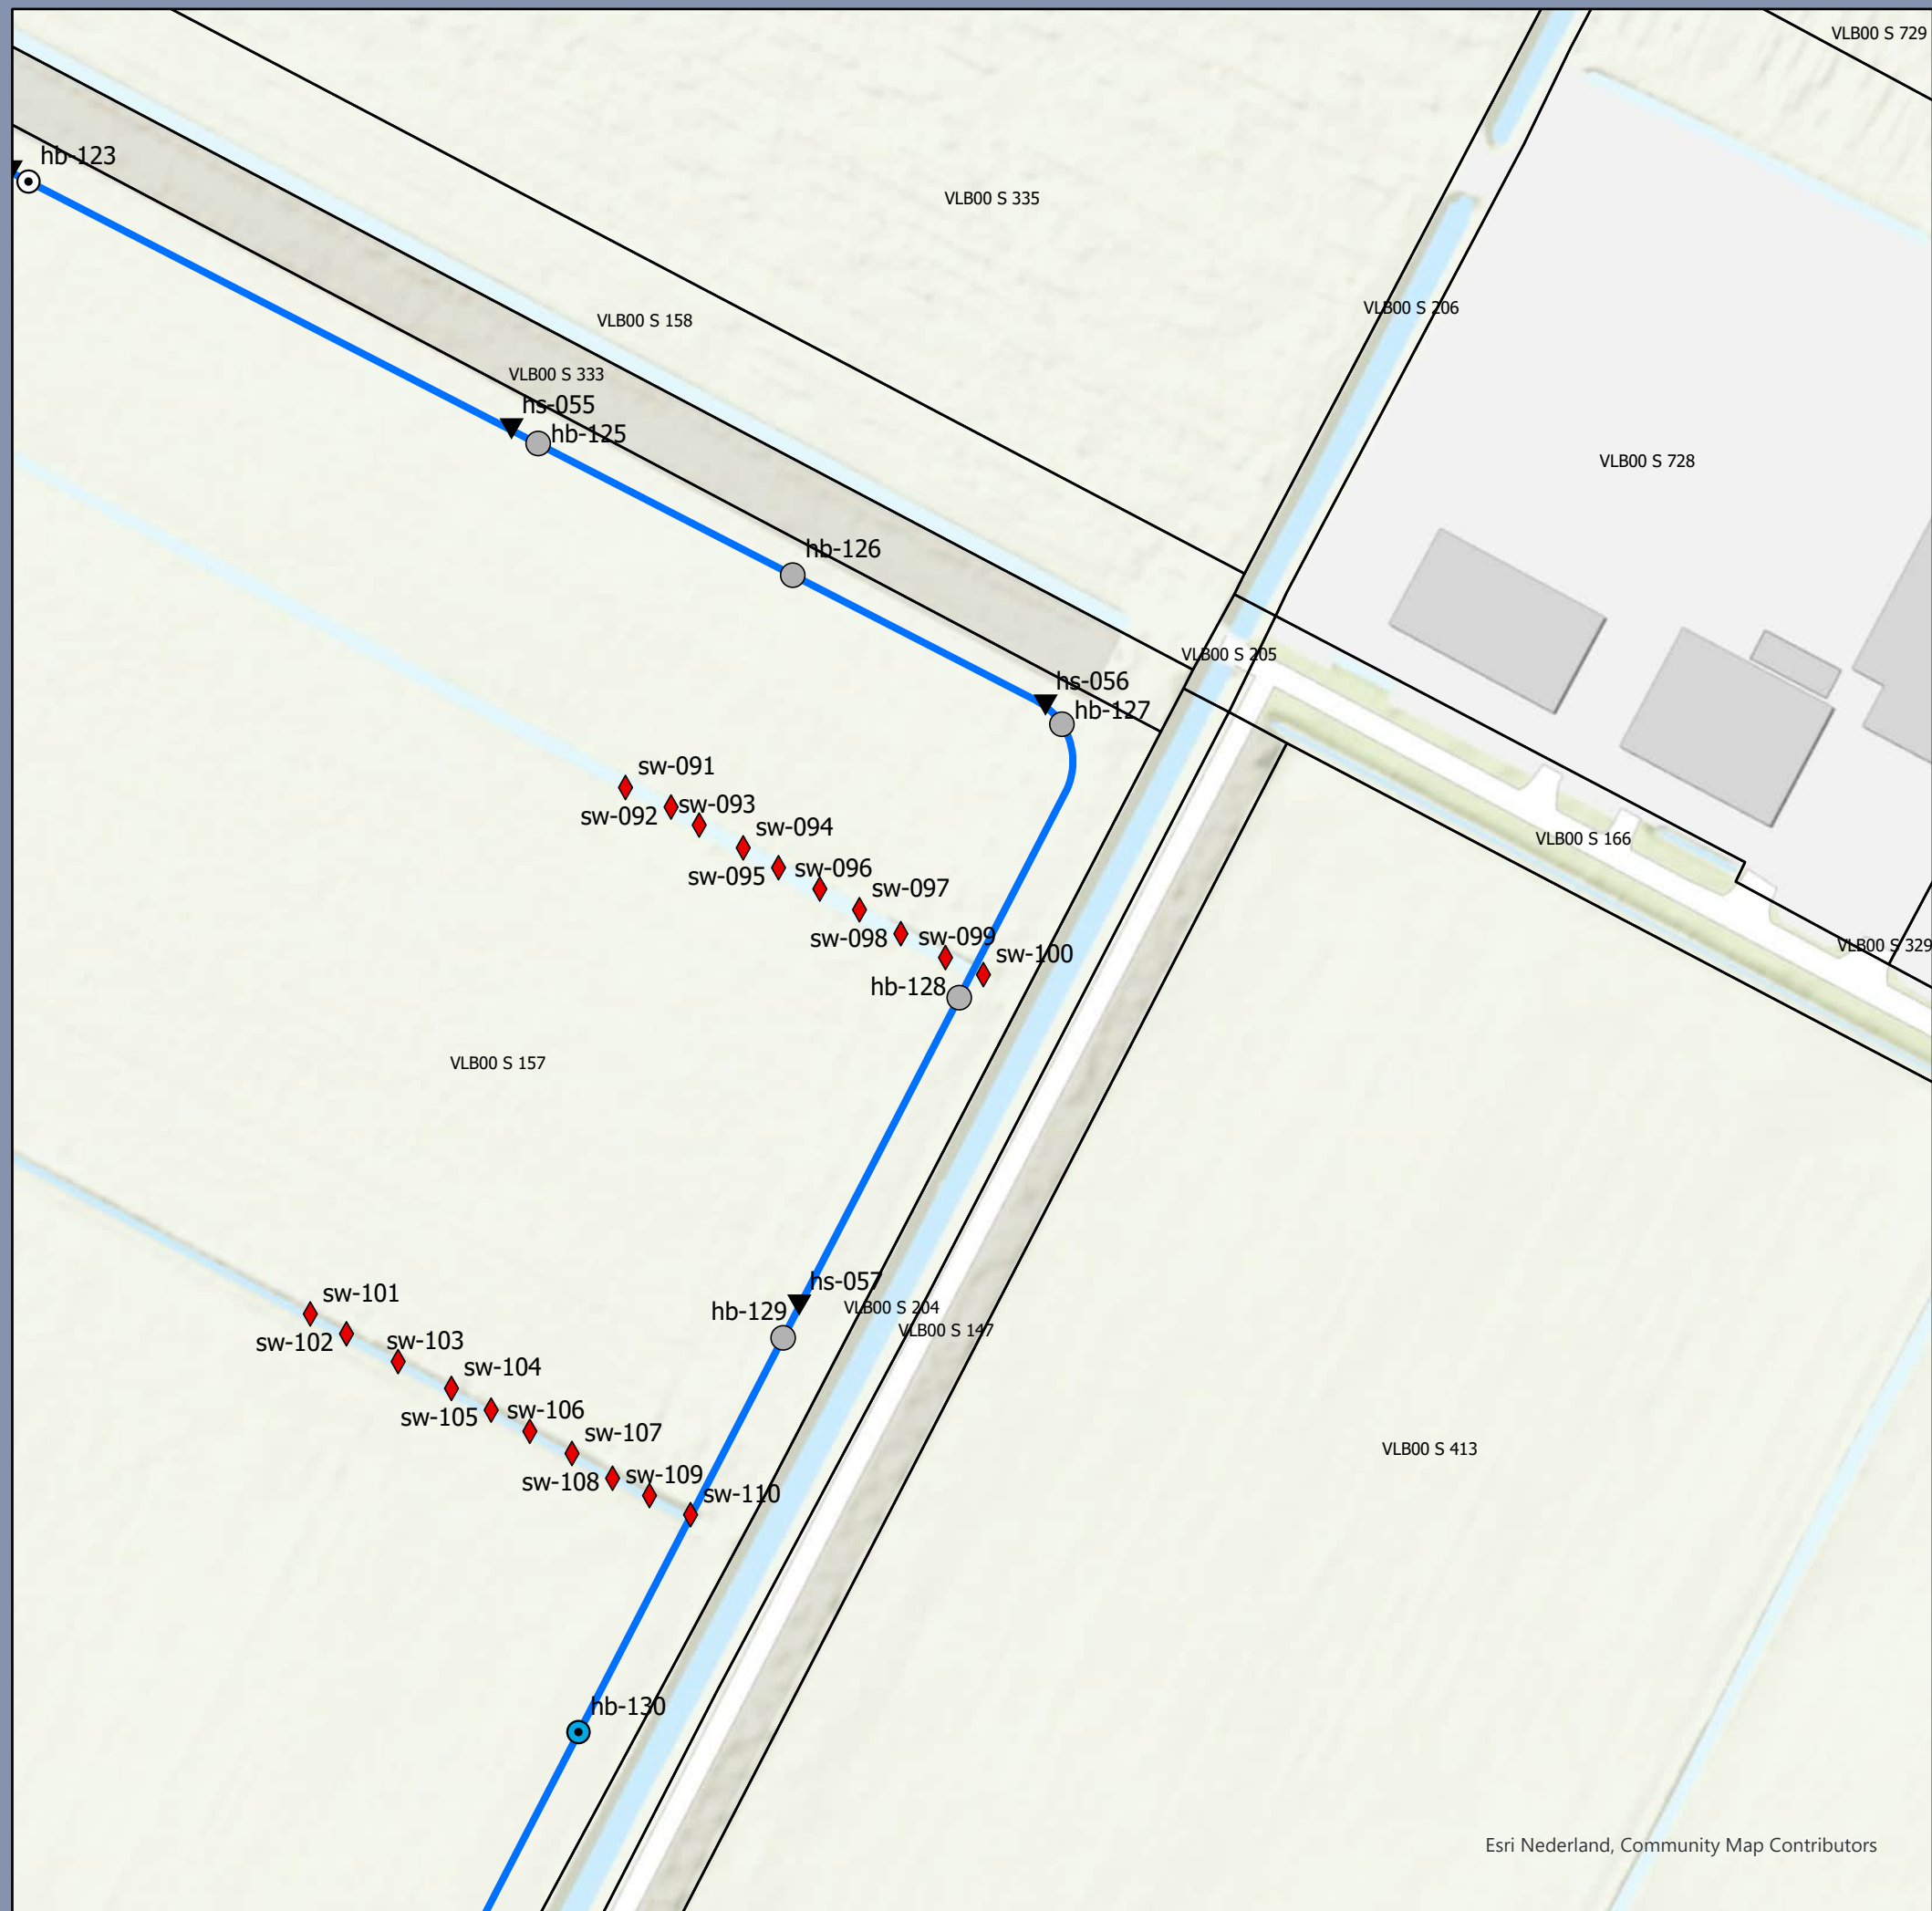 VLB00 S 729
hb-123
VLB00 S 335
VLB00 S 206
VLB00 S 158
VLB00 S 333
hs-055
hb-125
VLB00 S 728
hb-126
VLB00 S 205
hs-056
hb-127
sw-091
sw-093
sw-092
sw-094
VLB00 S 166
sw-096
sw-095
sw-097
sw-099
sw-098
VLB00 S 329
sw-100
hb-128
VLB00 S 157
hs-057
sw-101
VLB00 S 204
hb-129
VLB00 S 147
sw-102
sw-103
sw-104
sw-106
sw-105
sw-107
VLB00 S 413
sw-109
sw-108
sw-110
hb-130
Esri Nederland, Community Map Contributors